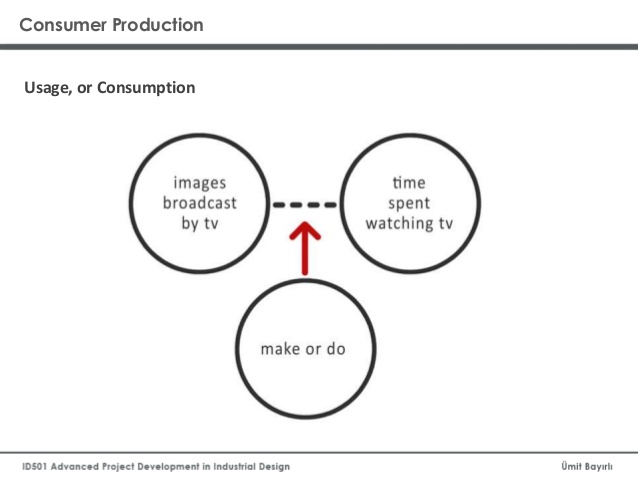 Consumer Production
Usage, or Consumption
images
broadcast
by tv
time
spent
watching tv
make or do
ID501 Advanced Project Development in Industrial Design
Ümit Bayırlı